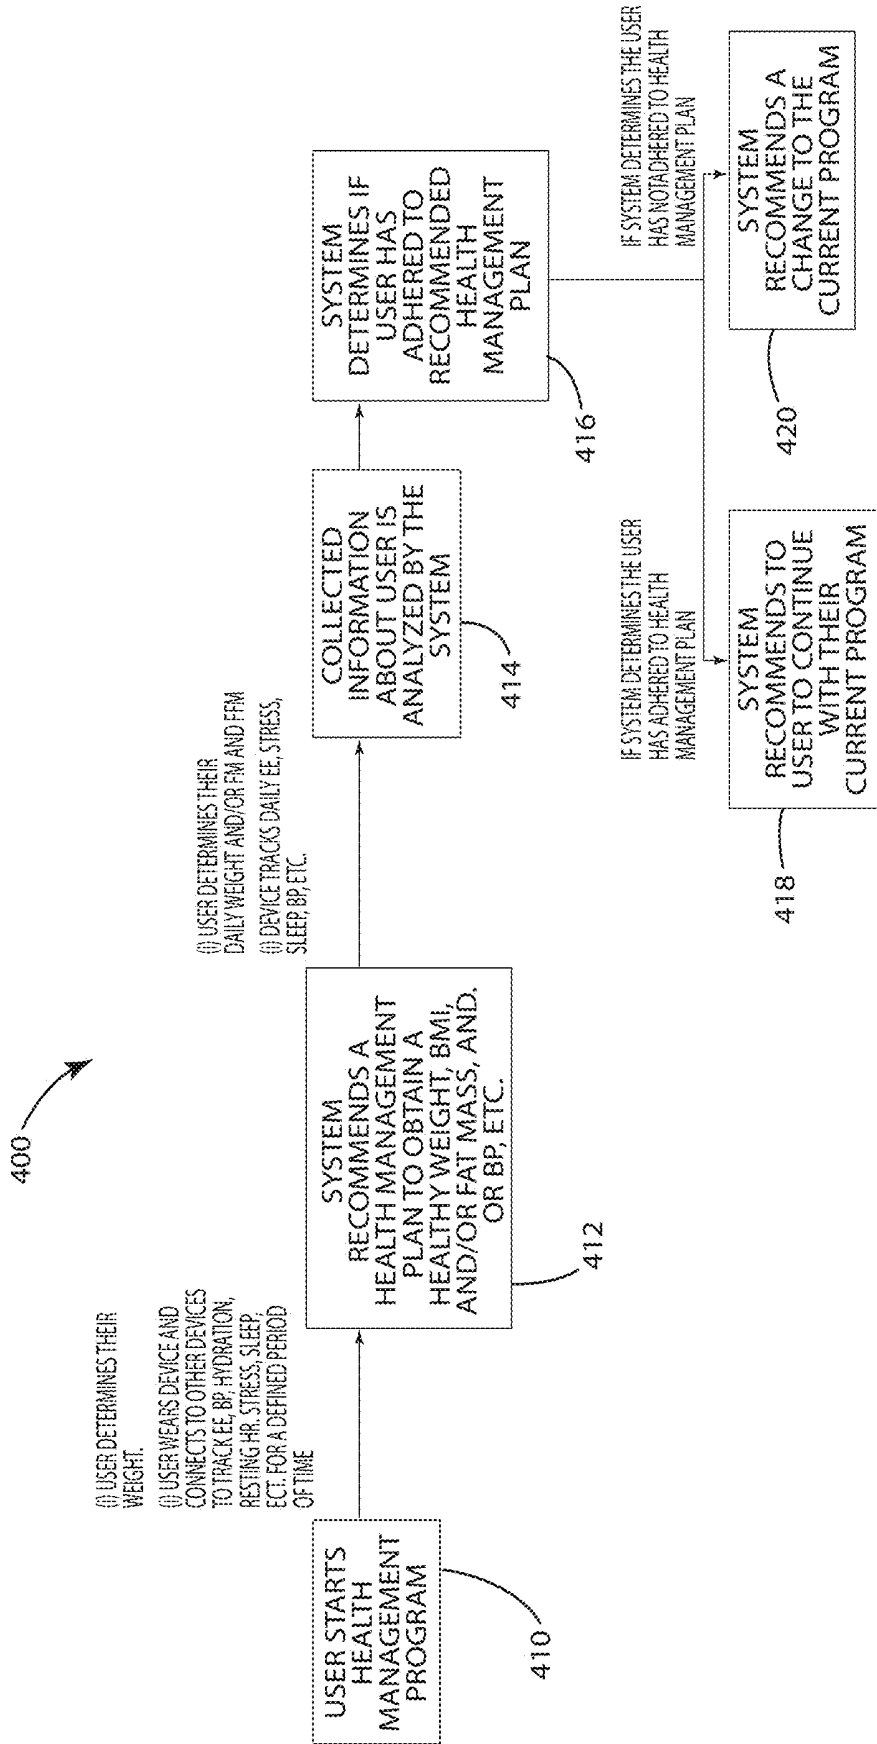 400
USER STARTS
HEALTH
MANAGEMENT
PROGRAM
410
(I) USER DETERMINES THEIR
WEIGHT.
(I) USER WEARS DEVICE AND
CONNECTS TO OTHER DEVICES
TO TRACK EE, BP, HYDRATION,
RESTING HR. STRESS, SLEEP,
ECT. FOR A DEFINED PERIOD
OF TIME
SYSTEM
RECOMMENDS A
HEALTH MANAGEMENT
PLAN TO OBTAIN A
HEALTHY WEIGHT, BMI,
AND/OR FAT MASS, AND.
OR BP, ETC.
412
(I) USER DETERMINES THEIR
DAILY WEIGHT AND/OR FM AND FFM
(I) DEVICE TRACKS DAILY EE, STRESS,
SLEEP, BP, ETC.
COLLECTED
INFORMATION
ABOUT USER IS
ANALYZED BY THE
SYSTEM
414
SYSTEM
DETERMINES IF
USER HAS
ADHERED TO
RECOMMENDED
HEALTH
MANAGEMENT
PLAN
416
IF SYSTEM DETERMINES THE USER
HAS ADHERED TO HEALTH
MANAGEMENT PLAN
SYSTEM
RECOMMENDS TO
USER TO CONTINUE
WITH THEIR
CURRENT PROGRAM
418
IF SYSTEM DETERMINES THE USER
HAS NOTADHERED TO HEALTH
MANAGEMENT PLAN
SYSTEM
RECOMMENDS A
CHANGE TO THE
CURRENT PROGRAM
420